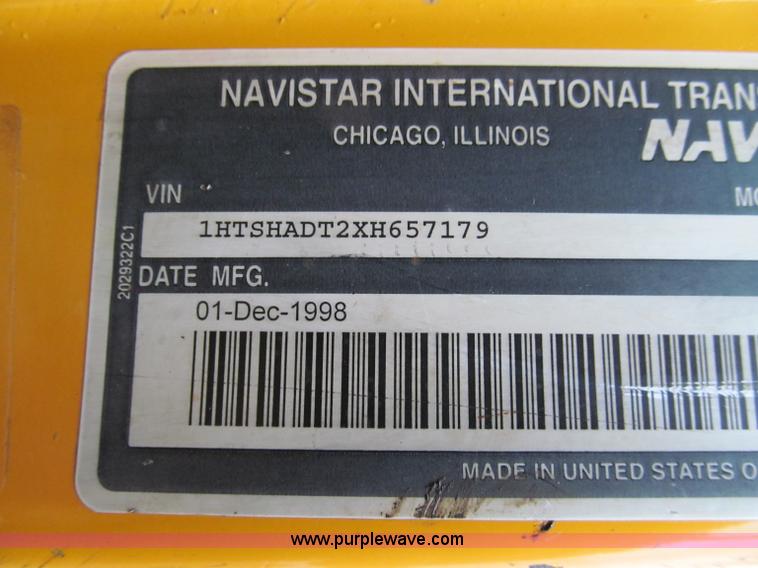 NAVISTAR INTERNATIONAL TRAN
CHICAGO, ILLINOIS
NAV
VIN
MO
1HTSHADT2XH657179
2029322C1
DATE MFG.
01-Dec-1998
MADE IN UNITED STATES O
www.purplewave.com